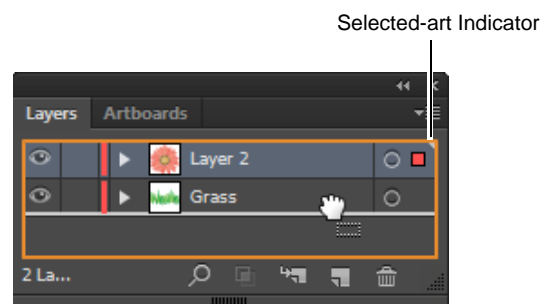 Selected-art Indicator
Layers Artboards
Layer 2
Grass
2 La...